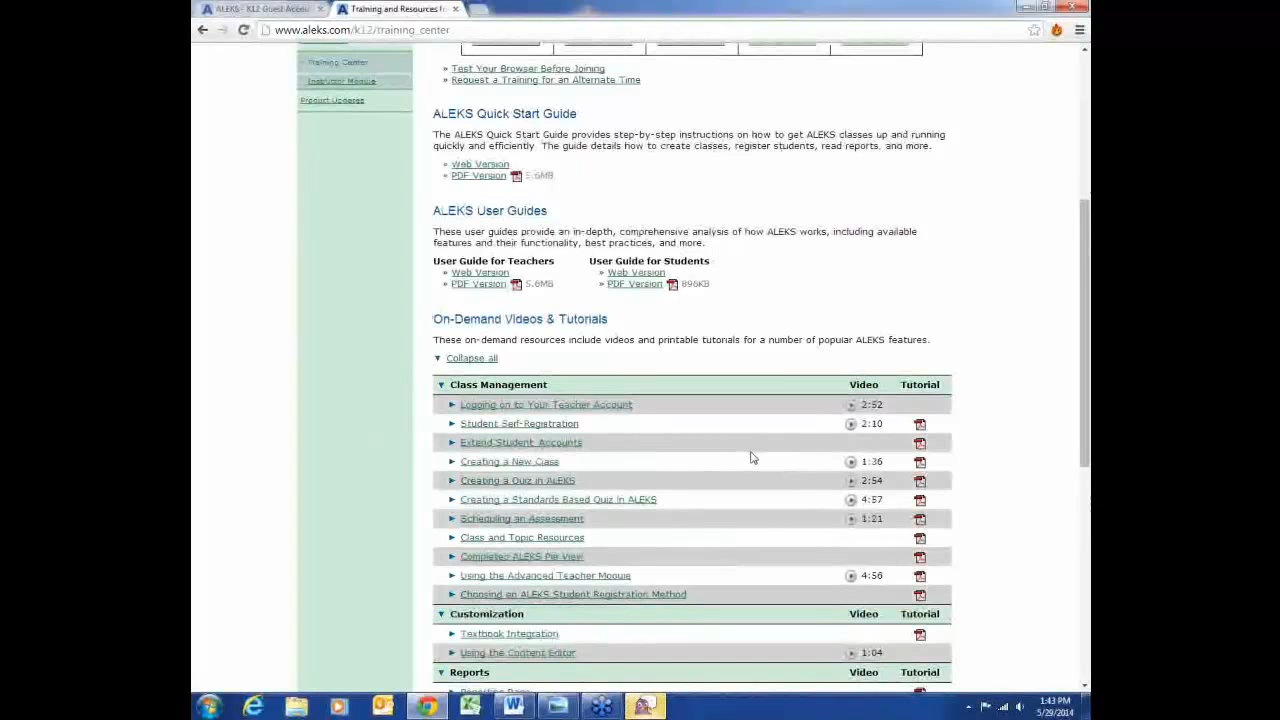 ALEKS - K12 Guest Accou
Training and Resources f
www.aleks.com/k12/training_center
Training Center
Instructor Module
Product Updates
» Test Your Browser Before Joining
» Request a Training for an Alternate Time
ALEKS Quick Start Guide
The ALEKS Quick Start Guide provides step-by-step instructions on how to get ALEKS classes up and running
quickly and efficiently The guide details how to create classes, register students, read reports, and more.
» Web Version
» PDF Version 5.6MB
ALEKS User Guides
These user guides provide an in-depth, comprehensive analysis of how ALEKS works, including available
features and their functionality, best practices, and more.
User Guide for Teachers User Guide for Students
» Web Version » Web Version
» PDF Version 5.6MB » PDF Version 896KB
On-Demand Videos & Tutorials
These on-demand resources include videos and printable tutorials for a number of popular ALEKS features.
▼ Collapse all
▼ Class Management Video Tutorial
► Logging on to Your Teacher Account 2:52
► Student Self-Registration 2:10
► Extend Student Accounts
► Creating a New Class 1:36
► Creating a Quiz in ALEKS 2:54
► Creating a Standards Based Quiz in ALEKS 4:57
► Scheduling an Assessment 1:21
► Class and Topic Resources
► Completed ALEKS Pie View
► Using the Advanced Teacher Module 4:56
► Choosing an ALEKS Student Registration Method
▼ Customization Video Tutorial
► Textbook Integration
► Using the Content Editor 1:04
▼ Reports Video Tutorial
1:43 PM
5/29/2014